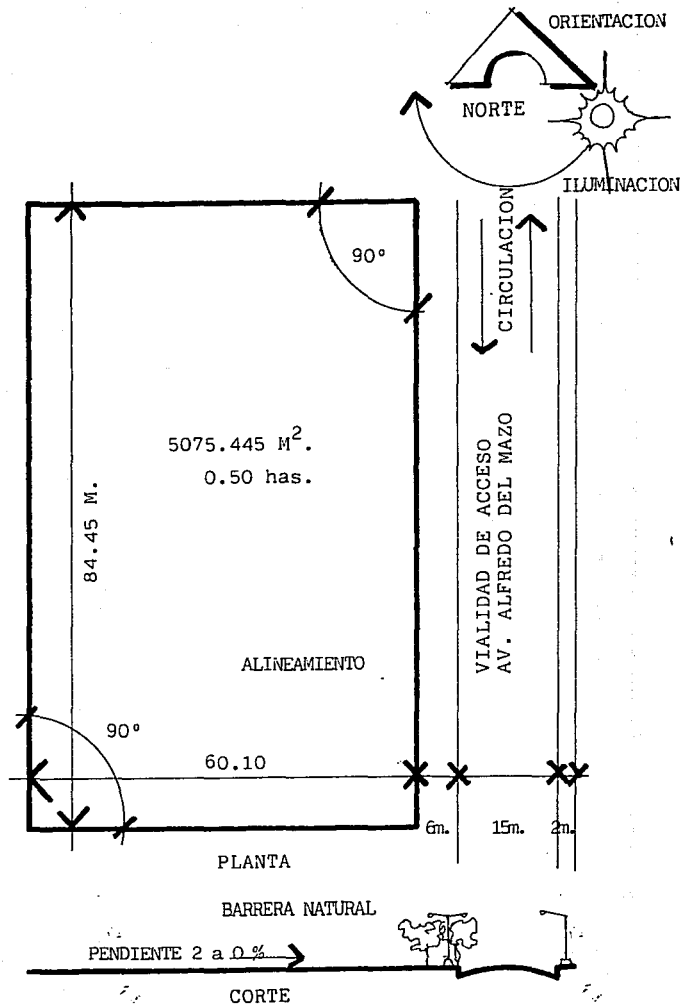 ORIENTACION
NORTE
ILUMINACION
CIRCULACION
90°
5075.445 M².
0.50 has.
84.45 M.
VIALIDAD DE ACCESO
AV. ALFREDO DEL MAZO
ALINEAMIENTO
90°
60.10
6m. 15m. 2m.
PLANTA
BARRERA NATURAL
PENDIENTE 2 a 0 %
CORTE